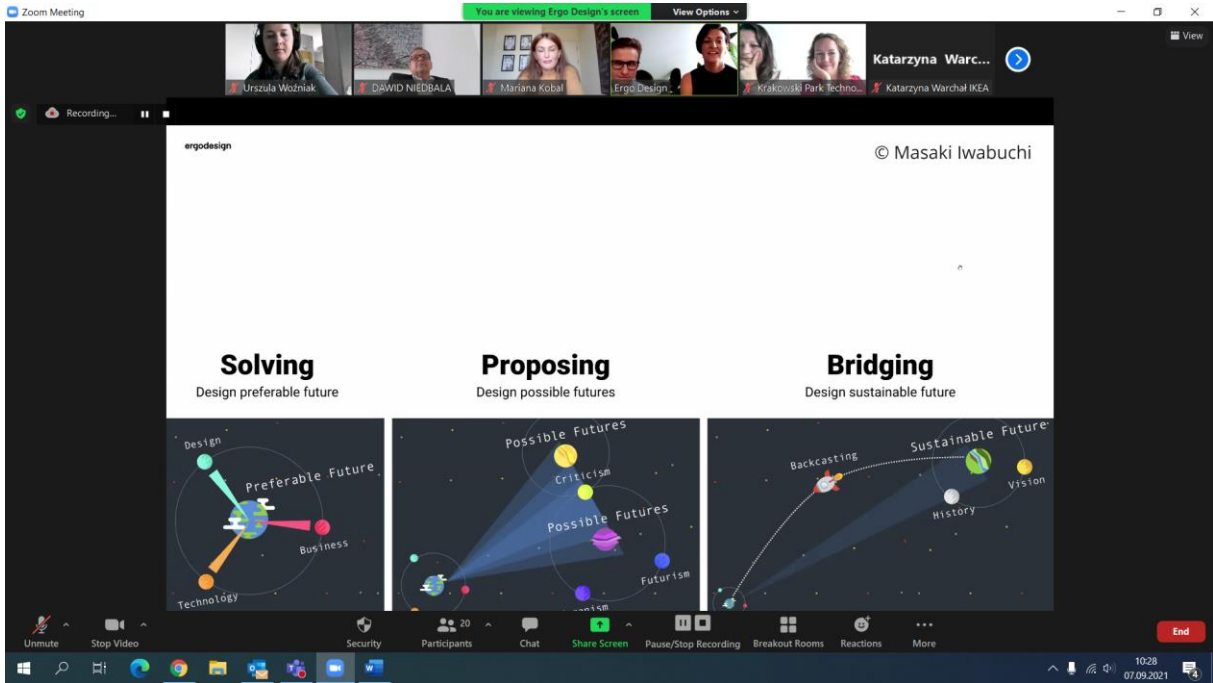 Zoom Meeting
You are viewing Ergo Design's screen
View Options
View
Urszula Woźniak
DAWID NIEDBALA
Mariana Kobal
Ergo Design
Krakowski Park Techno...
Katarzyna Warc...
Katarzyna Warchał IKEA
Recording...
ergodesign
© Masaki Iwabuchi
Solving
Design preferable future
Proposing
Design possible futures
Bridging
Design sustainable future
Design
Preferable Future
Business
Technology
Possible Futures
Criticism
Possible Futures
Futurism
Backcasting
Sustainable Future
Vision
History
Unmute
Stop Video
Security
Participants
20
Chat
Share Screen
Pause/Stop Recording
Breakout Rooms
Reactions
More
End
10:28
07.09.2021
4